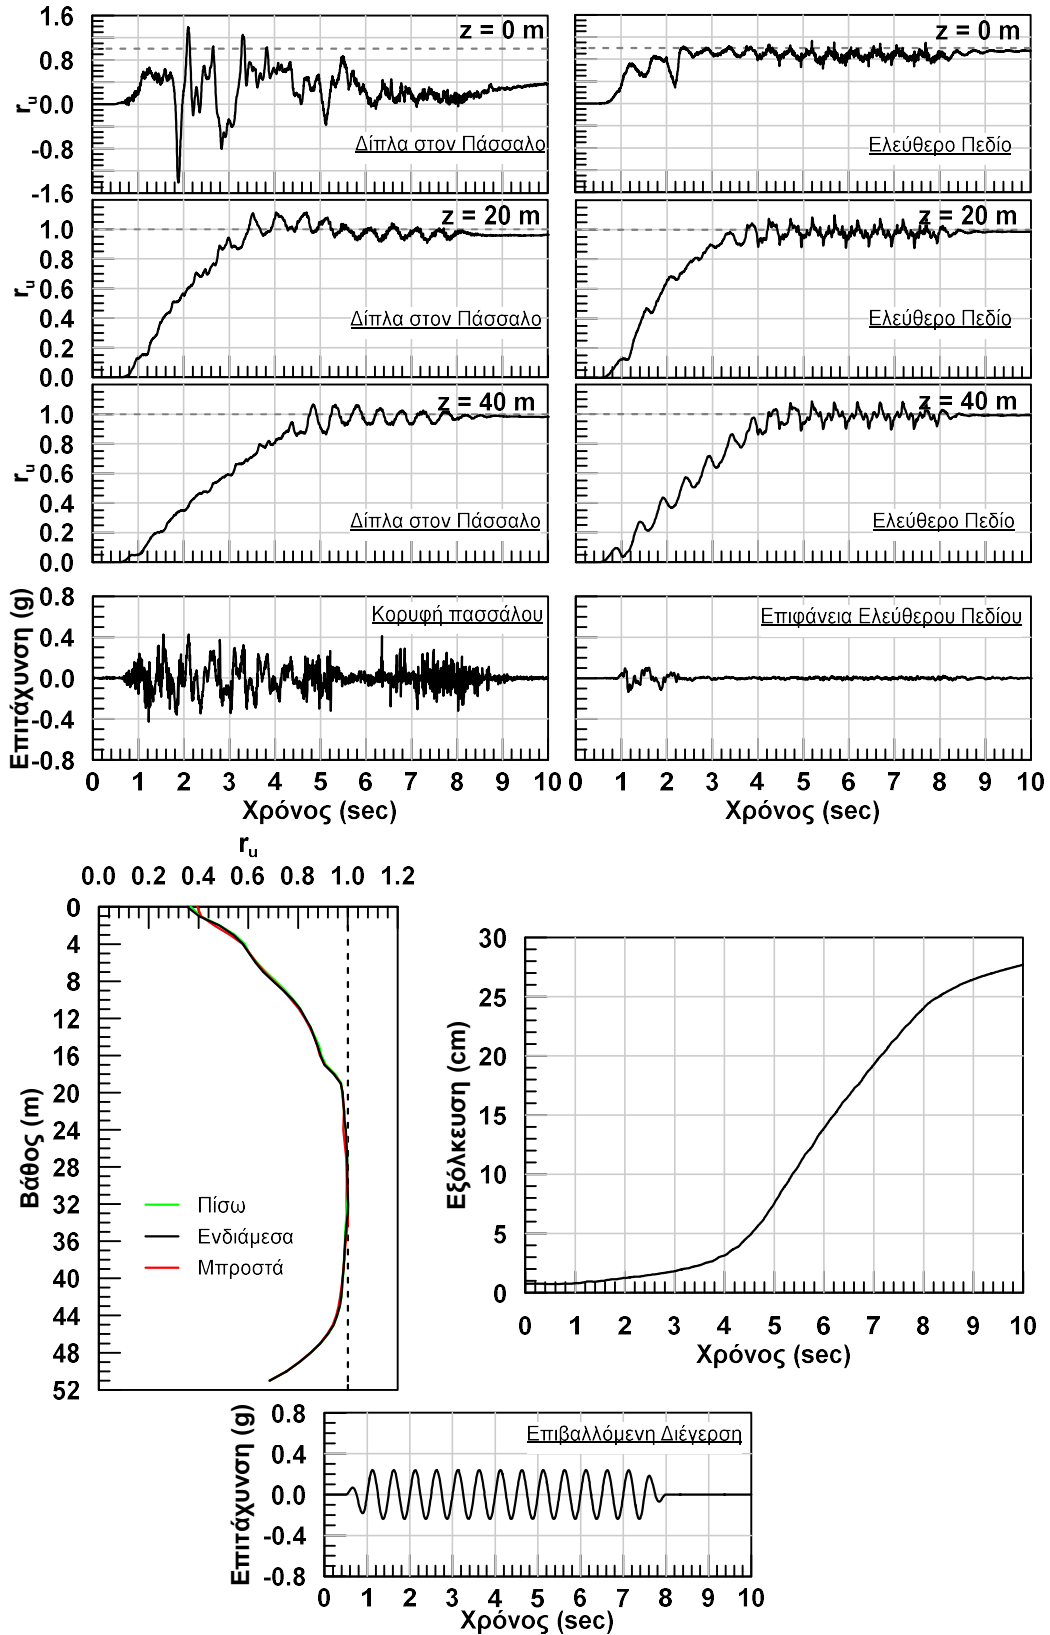 z = 0 m
Δίπλα στον Πάσσαλο
r_u
1.6
0.8
0.0
-0.8
-1.6
z = 0 m
Ελεύθερο Πεδίο
z = 20 m
Δίπλα στον Πάσσαλο
r_u
1.2
1.0
0.8
0.6
0.4
0.2
0.0
z = 20 m
Ελεύθερο Πεδίο
z = 40 m
Δίπλα στον Πάσσαλο
r_u
1.2
1.0
0.8
0.6
0.4
0.2
0.0
z = 40 m
Ελεύθερο Πεδίο
Κορυφή πασσάλου
Επιτάχυνση (g)
0.8
0.4
0.0
-0.4
-0.8
0 1 2 3 4 5 6 7 8 9 10
Χρόνος (sec)
Επιφάνεια Ελεύθερου Πεδίου
0 1 2 3 4 5 6 7 8 9 10
Χρόνος (sec)
r_u
0.0 0.2 0.4 0.6 0.8 1.0 1.2
Βάθος (m)
0
4
8
12
16
20
24
28
32
36
40
44
48
52
Πίσω
Ενδιάμεσα
Μπροστά
Εξόλκευση (cm)
30
25
20
15
10
5
0
0 1 2 3 4 5 6 7 8 9 10
Χρόνος (sec)
Επιβαλλόμενη Διέγερση
Επιτάχυνση (g)
0.8
0.4
0.0
-0.4
-0.8
0 1 2 3 4 5 6 7 8 9 10
Χρόνος (sec)